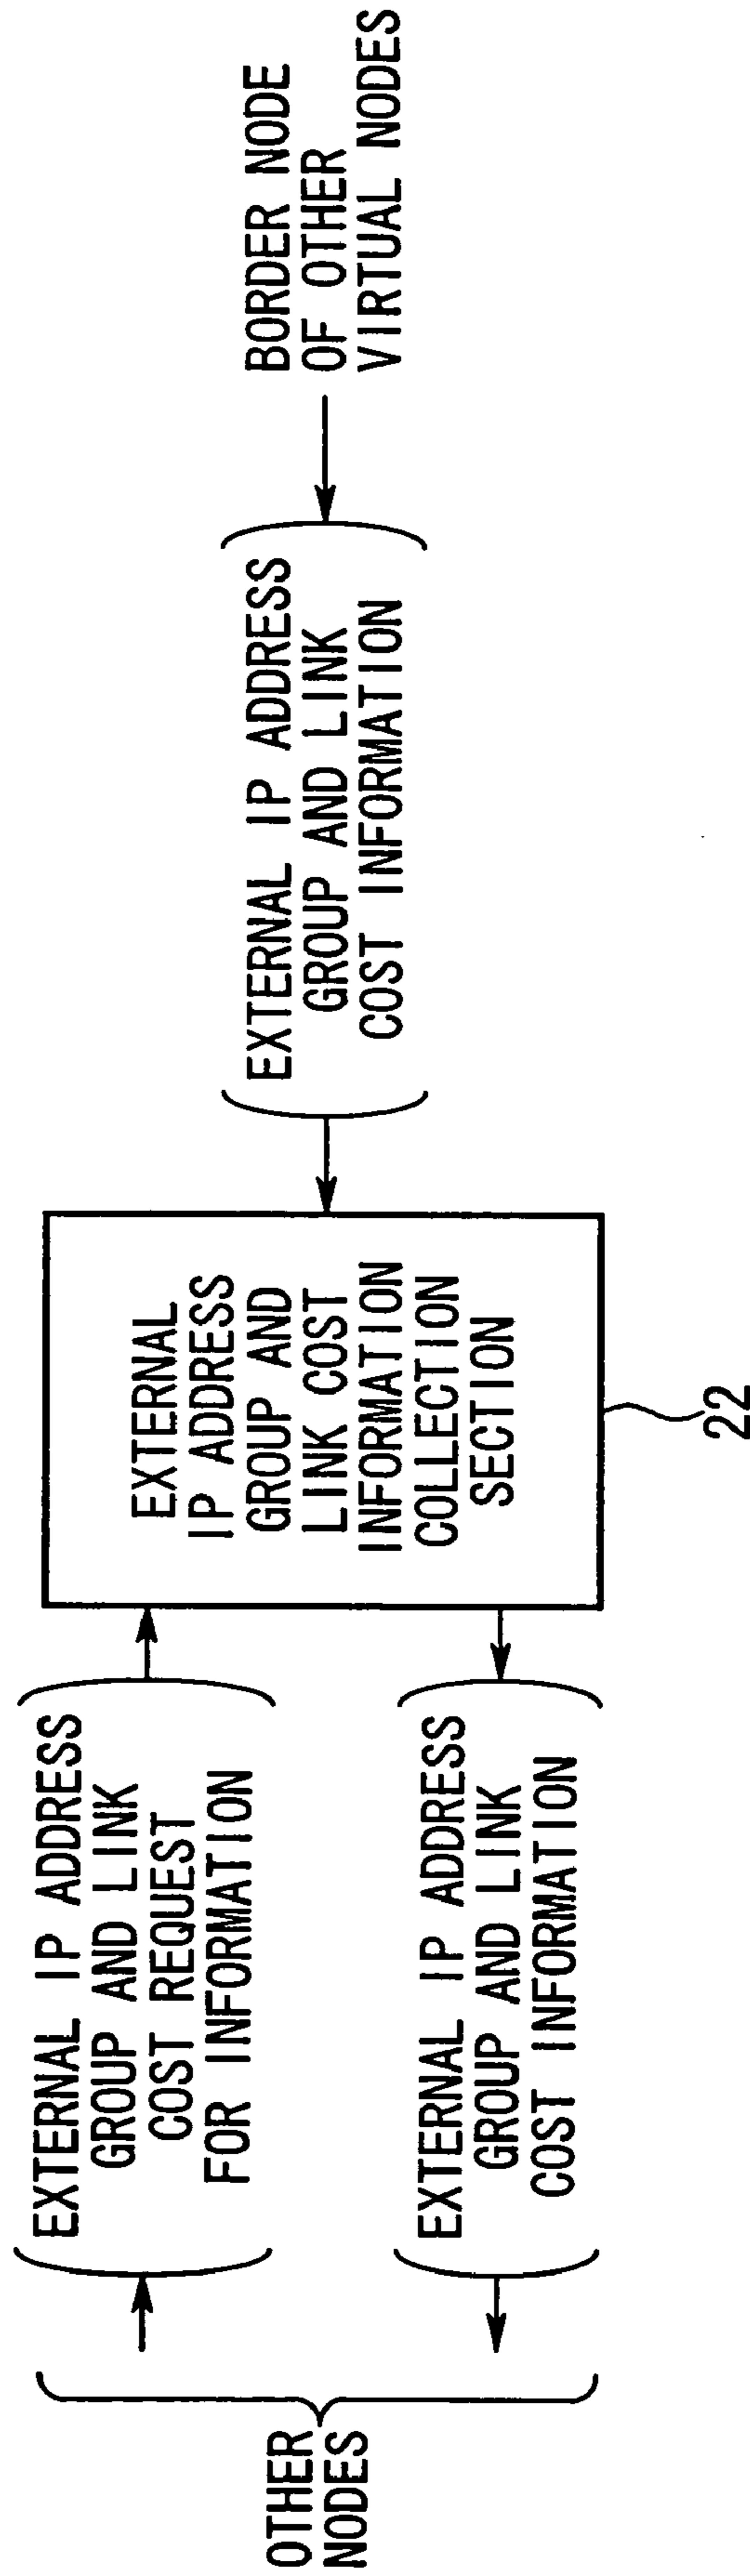 OTHER
NODES
EXTERNAL IP ADDRESS
GROUP AND LINK
COST REQUEST
FOR INFORMATION
EXTERNAL IP ADDRESS
GROUP AND LINK
COST INFORMATION
EXTERNAL
IP ADDRESS
GROUP AND
LINK COST
INFORMATION
COLLECTION
SECTION
22
EXTERNAL IP ADDRESS
GROUP AND LINK
COST INFORMATION
BORDER NODE
OF OTHER
VIRTUAL NODES